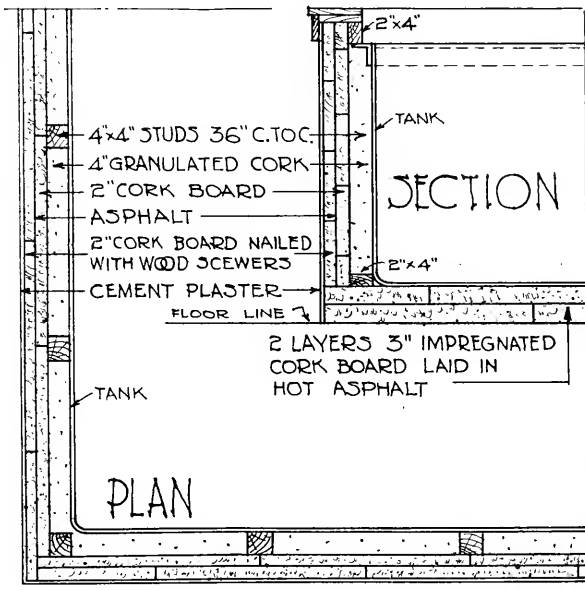 2"x4"
TANK
4"x4" STUDS 36" C.TOC.
4" GRANULATED CORK
2" CORK BOARD
ASPHALT
2" CORK BOARD NAILED
WITH WOOD SCEWERS
CEMENT PLASTER
FLOOR LINE
SECTION
2"x4"
2 LAYERS 3" IMPREGNATED
CORK BOARD LAID IN
HOT ASPHALT
TANK
PLAN